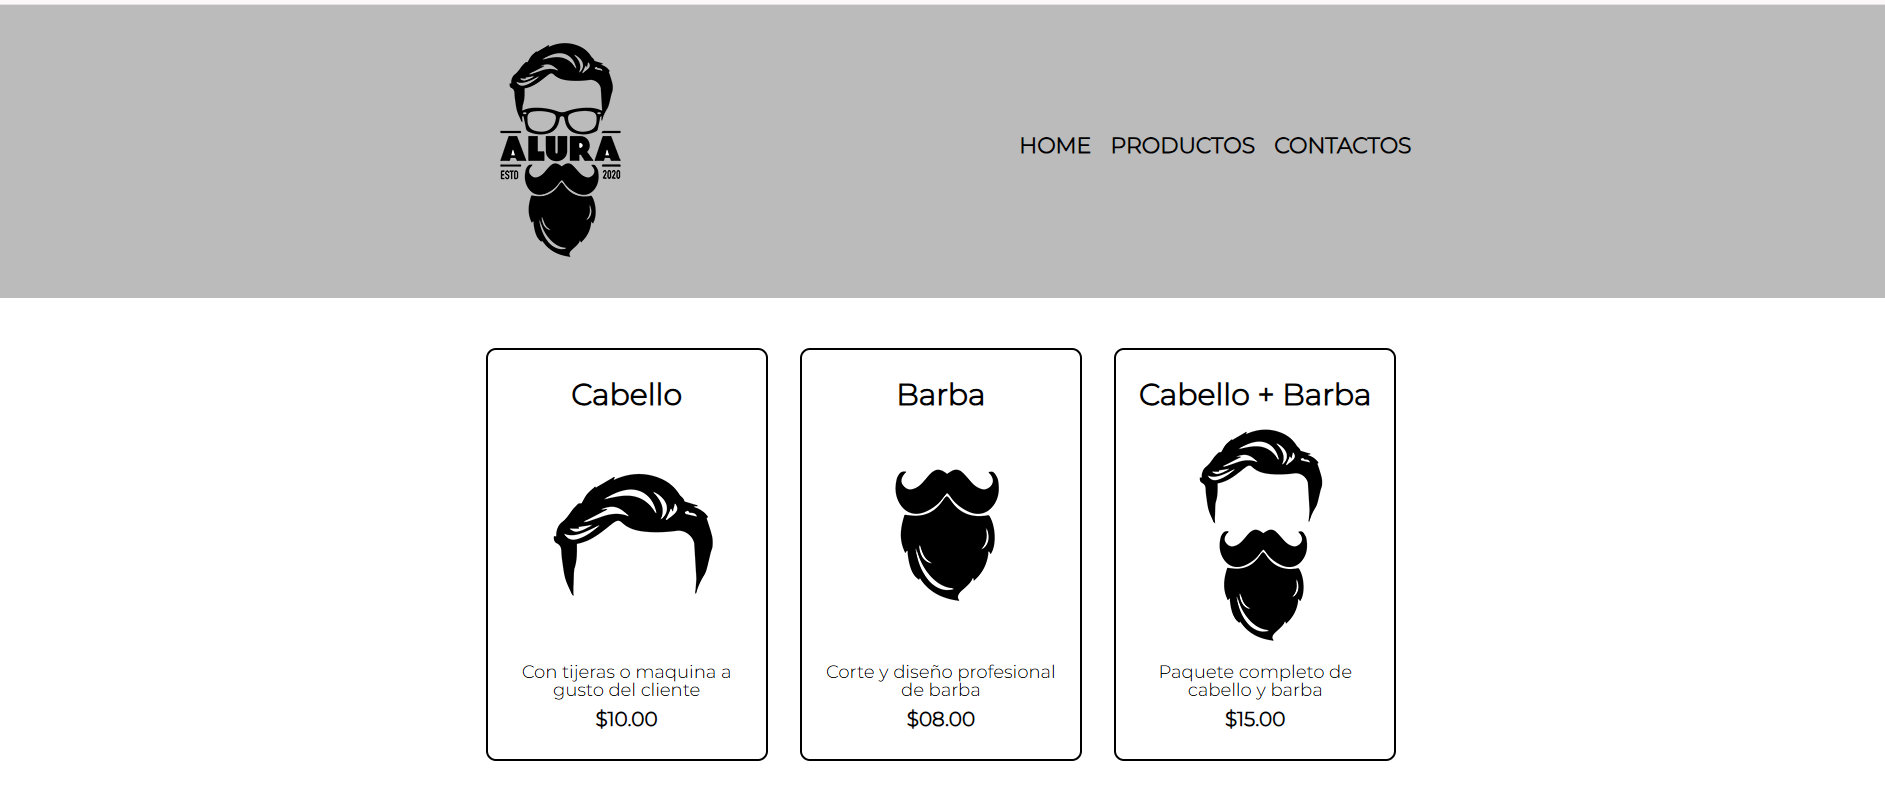 ALURA
ESTD 2020
HOME PRODUCTOS CONTACTOS
Cabello
Con tijeras o maquina a
gusto del cliente
$10.00
Barba
Corte y diseño profesional
de barba
$08.00
Cabello + Barba
Paquete completo de
cabello y barba
$15.00